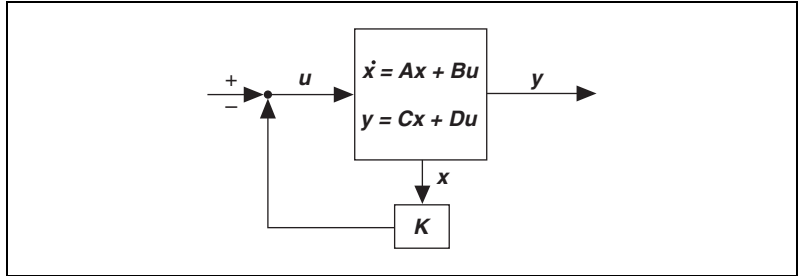 +
−
u
ẋ = Ax + Bu
y = Cx + Du
y
x
K